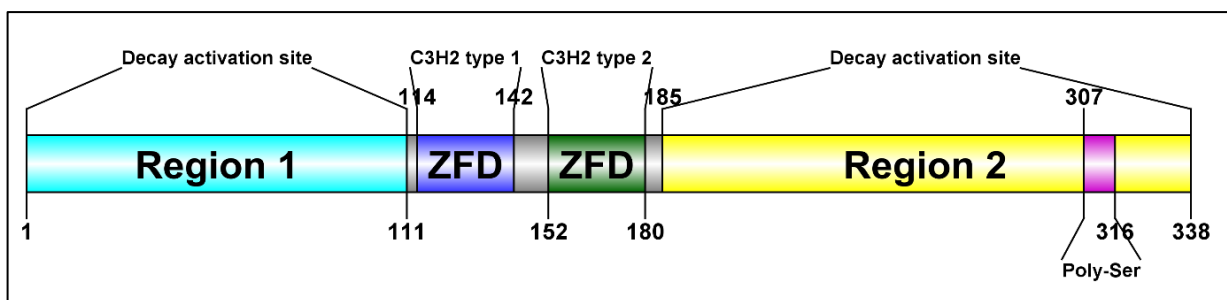 Decay activation site C3H2 type 1 C3H2 type 2 Decay activation site
114 142 185 307
Region 1 ZFD ZFD Region 2
1 111 152 180 316 338
Poly-Ser